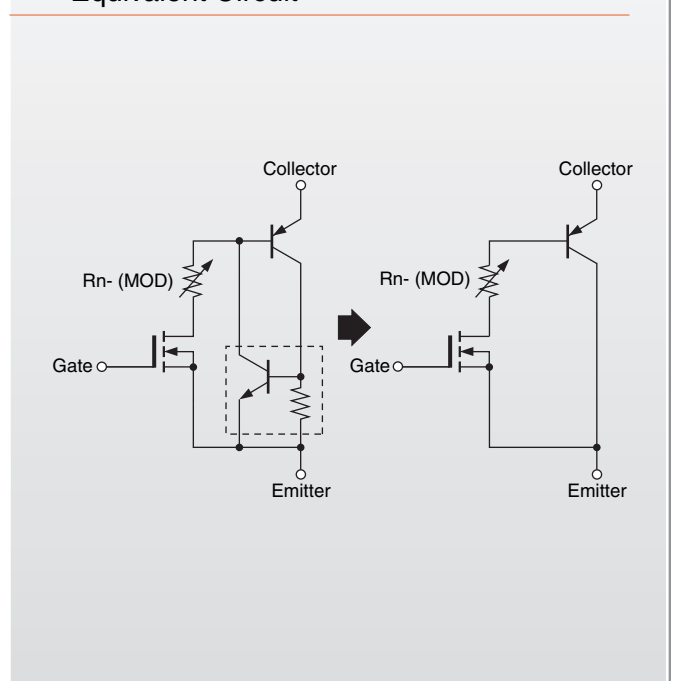 Equivalent Circuit
Collector
Rn- (MOD)
Gate
Emitter
Collector
Rn- (MOD)
Gate
Emitter